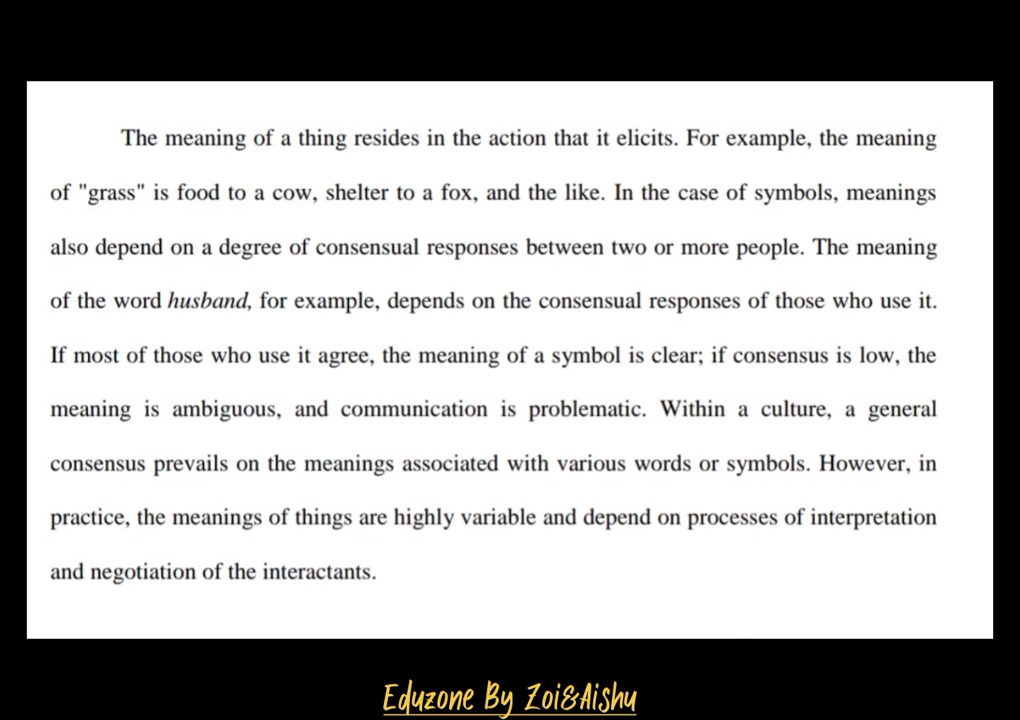 The meaning of a thing resides in the action that it elicits. For example, the meaning
of "grass" is food to a cow, shelter to a fox, and the like. In the case of symbols, meanings
also depend on a degree of consensual responses between two or more people. The meaning
of the word husband, for example, depends on the consensual responses of those who use it.
If most of those who use it agree, the meaning of a symbol is clear; if consensus is low, the
meaning is ambiguous, and communication is problematic. Within a culture, a general
consensus prevails on the meanings associated with various words or symbols. However, in
practice, the meanings of things are highly variable and depend on processes of interpretation
and negotiation of the interactants.
Eduzone By Zoi&Aishu